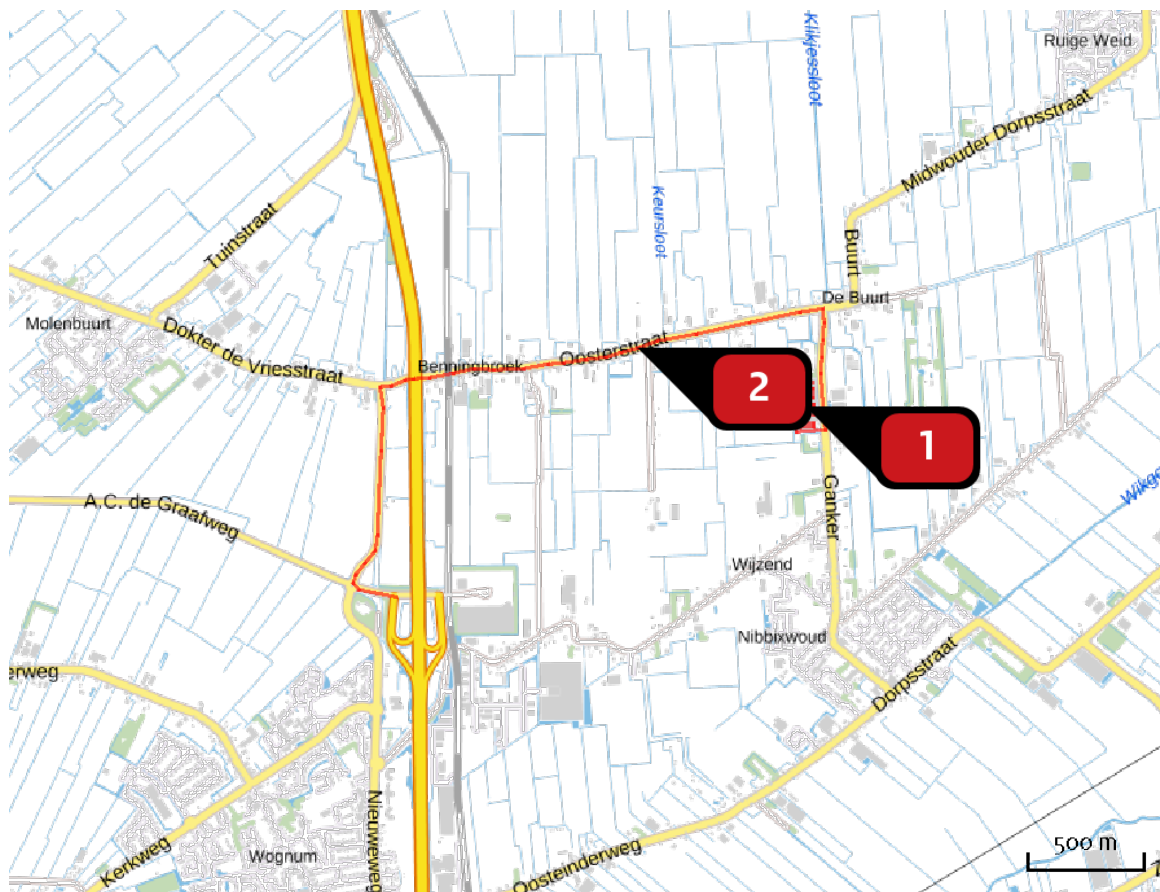 Klikjessloot
Ruige Weid
Midwouder Dorpsstraat
Keursloot
Tuinstraat
Buurt
De Buurt
Molenbuurt
Dokter de Vriesstraat
Benningbroek
Oosterstraat
2
1
A.C. de Graafweg
Ganker
Wikge
Wijzend
Nibbixwoud
erweg
Dorpsstraat
Nieuweweg
Kerkweg
Wognum
Oosteinderweg
500 m